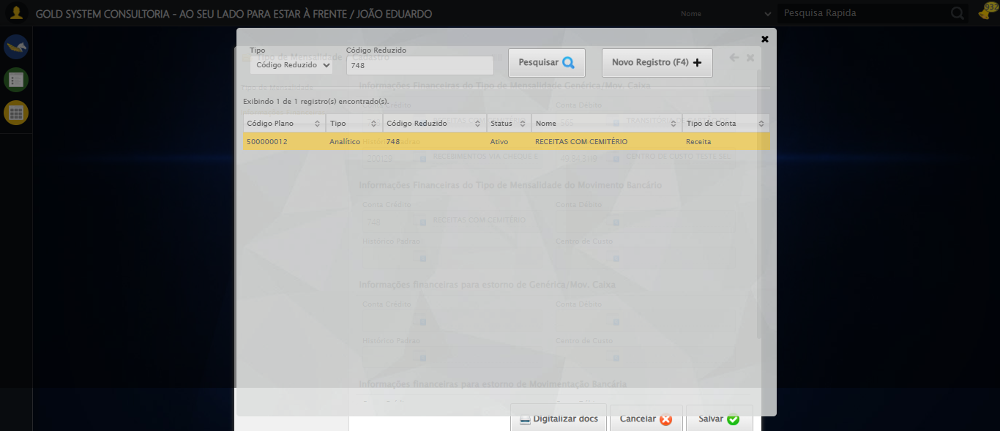 GOLD SYSTEM CONSULTORIA - AO SEU LADO PARA ESTAR À FRENTE / JOÃO EDUARDO
Nome
Pesquisa Rapida
932
Tipo
Código Reduzido
Tipo de Mensalidade - Cadastro
Código Reduzido
748
Pesquisar
Novo Registro (F4)
Informações Financeiras do Tipo de Mensalidade Genérica/Mov. Caixa
Tipo de Mensalidade
Exibindo 1 de 1 registro(s) encontrado(s).
Conta Crédito
Conta Débito
Código Plano
Tipo
Código Reduzido
Status
Nome
Tipo de Conta
500000012
Analítico
748
Ativo
RECEITAS COM CEMITÉRIO
Receita
RECEBIMENTOS VIA CHEQUE E
CENTRO DE CUSTO TESTE SEL
Informações Financeiras do Tipo de Mensalidade do Movimento Bancário
Conta Crédito
Conta Débito
748
RECEITAS COM CEMITÉRIO
Histórico Padrao
Centro de Custo
Informações financeiras para estorno de Genérica/Mov. Caixa
Conta Crédito
Conta Débito
Histórico Padrao
Centro de Custo
Informações financeiras para estorno de Movimentação Bancária
Digitalizar docs
Cancelar
Salvar